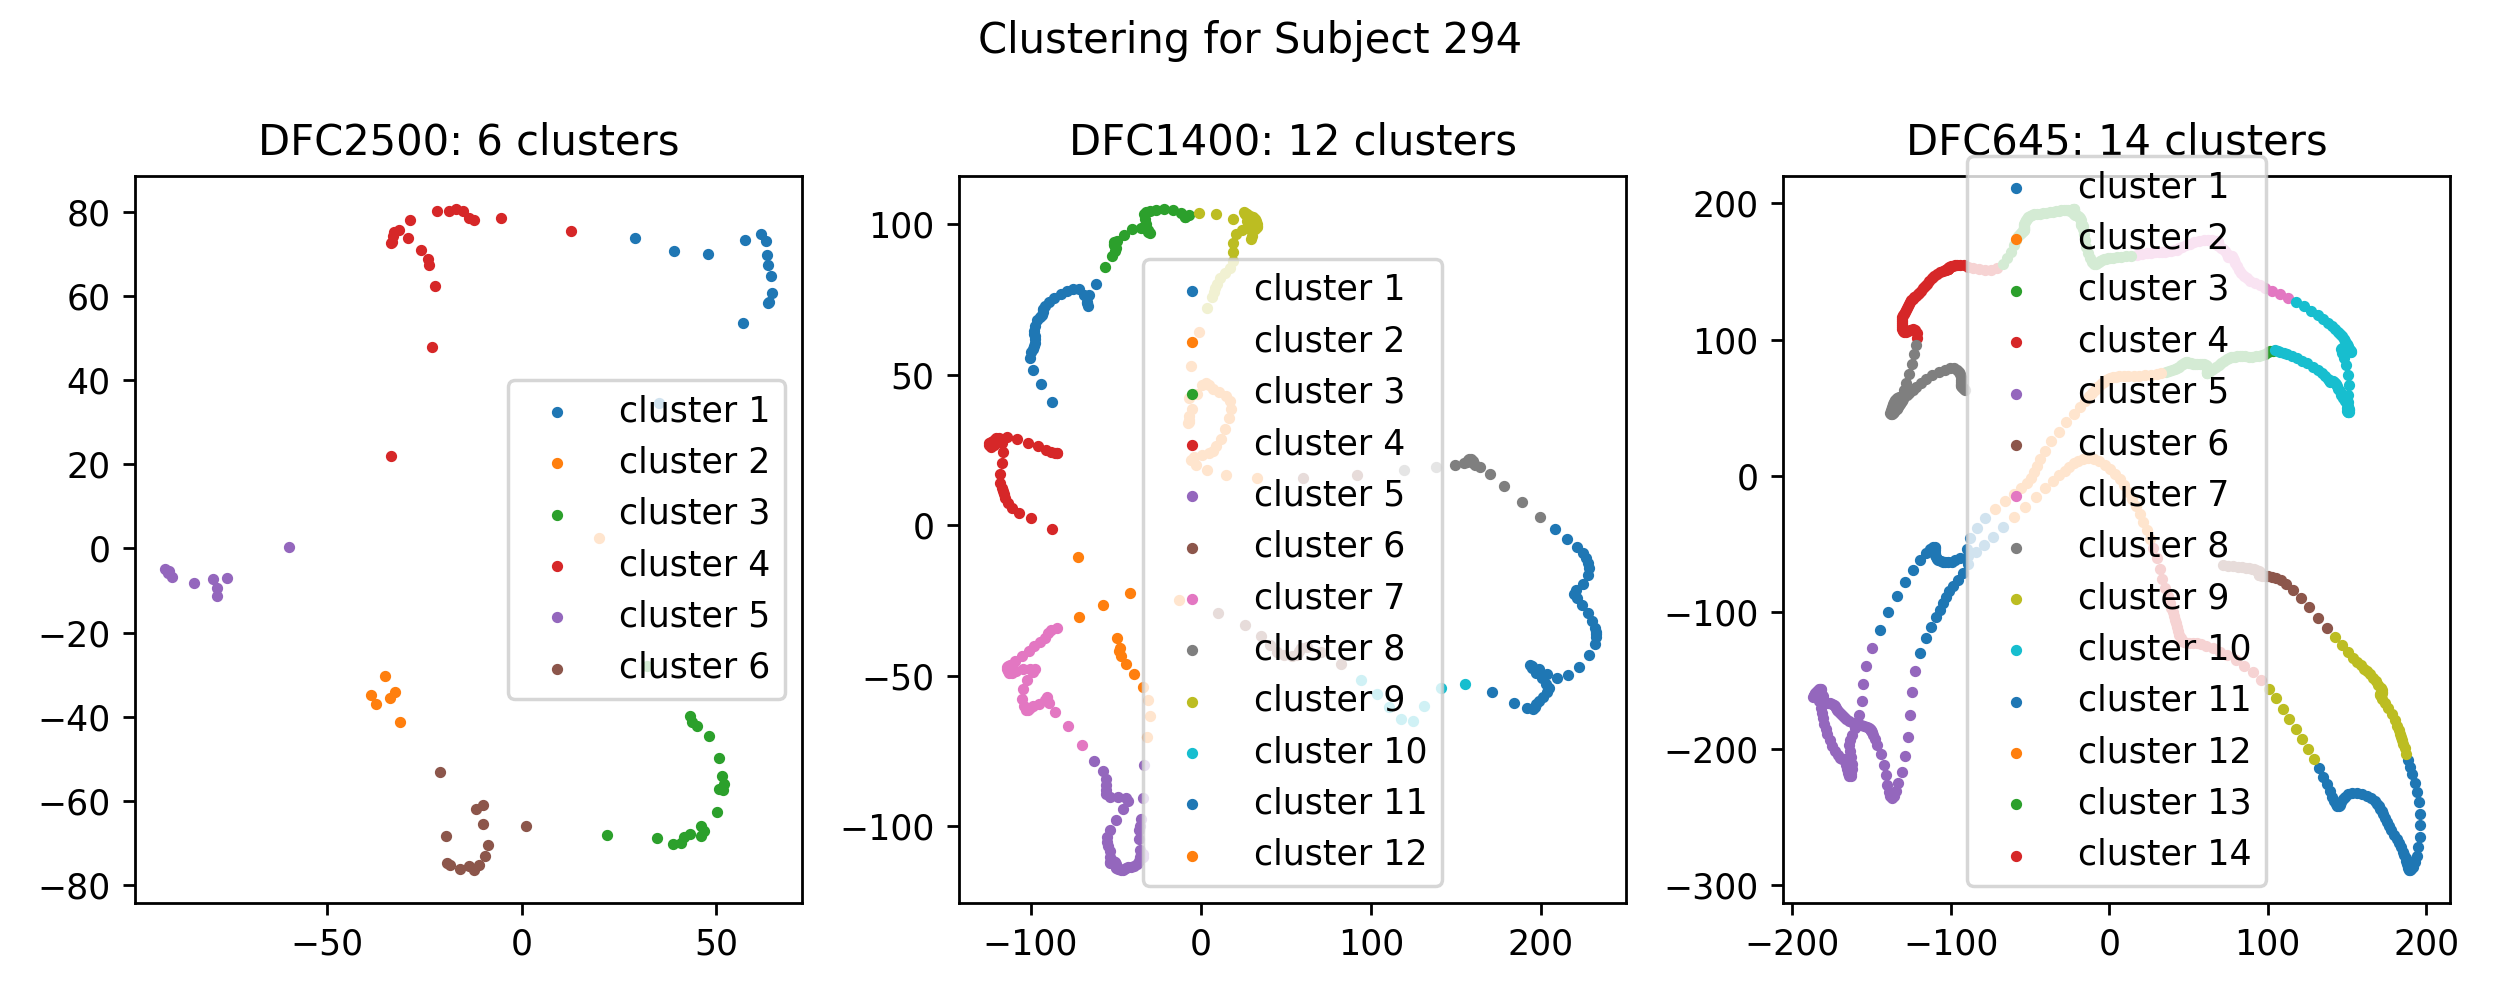 Clustering for Subject 294
DFC2500: 6 clusters
80
60
40
20
0
−20
−40
−60
−80
−50
0
50
cluster 1
cluster 2
cluster 3
cluster 4
cluster 5
cluster 6
DFC1400: 12 clusters
100
50
0
−50
−100
−100
0
100
200
cluster 1
cluster 2
cluster 3
cluster 4
cluster 5
cluster 6
cluster 7
cluster 8
cluster 9
cluster 10
cluster 11
cluster 12
DFC645: 14 clusters
200
100
0
−100
−200
−300
−200
−100
0
100
200
cluster 1
cluster 2
cluster 3
cluster 4
cluster 5
cluster 6
cluster 7
cluster 8
cluster 9
cluster 10
cluster 11
cluster 12
cluster 13
cluster 14